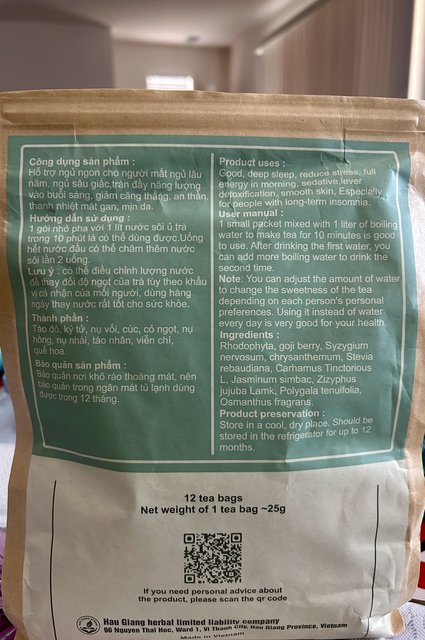 Công dụng sản phẩm :
Hỗ trợ ngủ ngon cho người mất ngủ lâu
năm, ngủ sâu giấc,tràn đầy năng lượng
vào buổi sáng, giảm căng thẳng, an thần,
thanh nhiệt mát gan, mịn da.
Hướng dẫn sử dụng :
1 gói nhỏ pha với 1 lít nước sôi ủ trà
trong 10 phút là có thể dùng được.Uống
hết nước đầu có thể châm thêm nước
sôi lần 2 uống.
Lưu ý : có thể điều chỉnh lượng nước
để thay đổi độ ngọt của trà tùy theo khẩu
vị cá nhân của mỗi người, dùng hàng
ngày thay nước rất tốt cho sức khỏe.
Thành phần :
Táo đỏ, kỷ tử, nụ vối, cúc, cỏ ngọt, nụ
hồng, nụ nhài, táo nhân, viễn chí,
quế hoa.
Bảo quản sản phẩm :
Bảo quản nơi khô ráo thoáng mát, nên
bảo quản trong ngăn mát tủ lạnh dùng
được trong 12 tháng.
Product uses :
Good, deep sleep, reduce stress, full
energy in morning, sedative,lever
detoxification, smooth skin, Especially
for people with long-term insomnia.
User manual :
1 small packet mixed with 1 liter of boiling
water to make tea for 10 minutes is good
to use. After drinking the first water, you
can add more boiling water to drink the
second time.
Note: You can adjust the amount of water
to change the sweetness of the tea
depending on each person's personal
preferences. Using it instead of water
every day is very good for your health.
Ingredients :
Rhodophyta, goji berry, Syzygium
nervosum, chrysanthemum, Stevia
rebaudiana, Carhamus Tinctorious
L, Jasminum simbac, Zizyphus
jujuba Lamk, Polygala tenuifolia,
Osmanthus fragrans.
Product preservation :
Store in a cool, dry place. Should be
stored in the refrigerator for up to 12
months.
12 tea bags
Net weight of 1 tea bag ~25g
If you need personal advice about
the product, please scan the qr code
Hau Giang herbal limited liability company
96 Nguyen Thai Hoc, Ward 1, Vi Thanh City, Hau Giang Province, Vietnam
Made in Vietnam